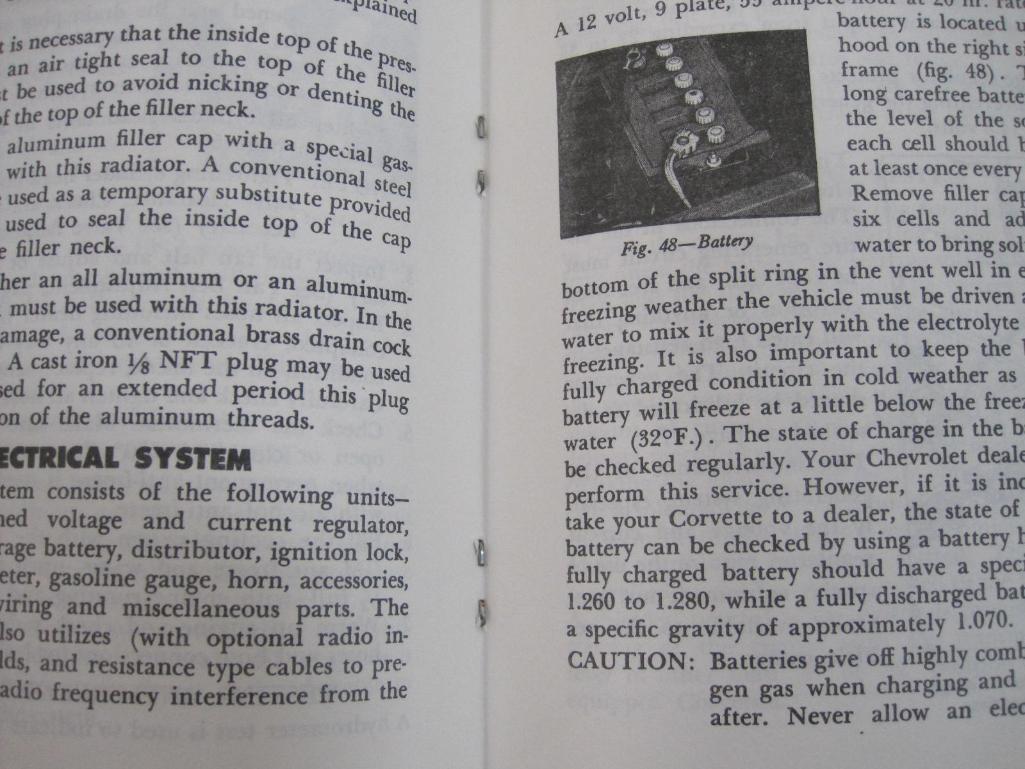 xplained
t is necessary that the inside top of the pres-
an air tight seal to the top of the filler
t be used to avoid nicking or denting the
of the top of the filler neck.
aluminum filler cap with a special gas-
with this radiator. A conventional steel
used as a temporary substitute provided
used to seal the inside top of the cap
e filler neck.
her an all aluminum or an aluminum-
must be used with this radiator. In the
amage, a conventional brass drain cock
A cast iron 1/8 NFT plug may be used
sed for an extended period this plug
on of the aluminum threads.
ECTRICAL SYSTEM
tem consists of the following units—
ned voltage and current regulator,
rage battery, distributor, ignition lock,
eter, gasoline gauge, horn, accessories,
viring and miscellaneous parts. The
lso utilizes (with optional radio in-
lds, and resistance type cables to pre-
adio frequency interference from the
A 12 volt, 9 plate, 53 ampere hour at 20 hr. rate
battery is located u
hood on the right s
frame (fig. 48). T
long carefree batte
the level of the so
each cell should b
at least once every
Remove filler cap
six cells and ad
water to bring sol
Fig. 48—Battery
bottom of the split ring in the vent well in e
freezing weather the vehicle must be driven a
water to mix it properly with the electrolyte
freezing. It is also important to keep the b
fully charged condition in cold weather as
battery will freeze at a little below the freez
water (32°F.). The state of charge in the b
be checked regularly. Your Chevrolet deale
perform this service. However, if it is inc
take your Corvette to a dealer, the state of
battery can be checked by using a battery h
fully charged battery should have a speci
1.260 to 1.280, while a fully discharged bat
a specific gravity of approximately 1.070.
CAUTION: Batteries give off highly comb
gen gas when charging and
after. Never allow an elec